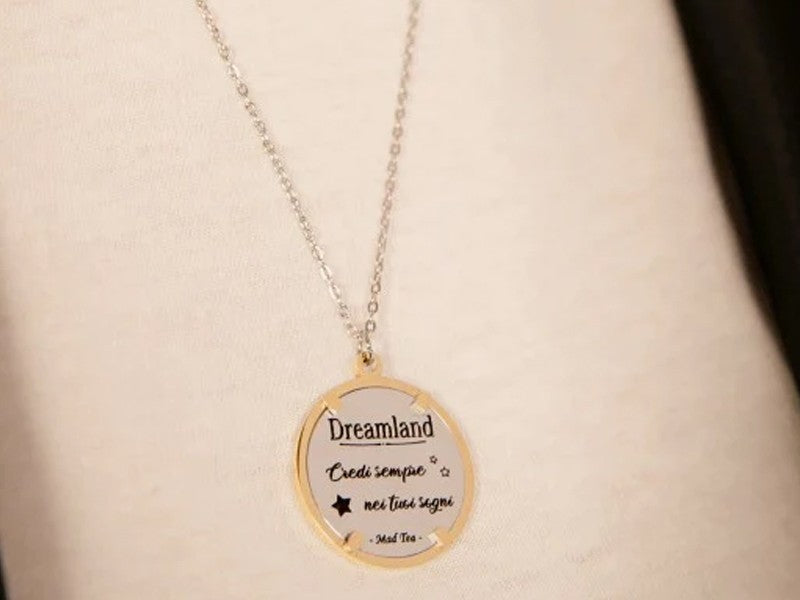 Dreamland
Credi sempre
nei tuoi sogni
- Mad Tea -